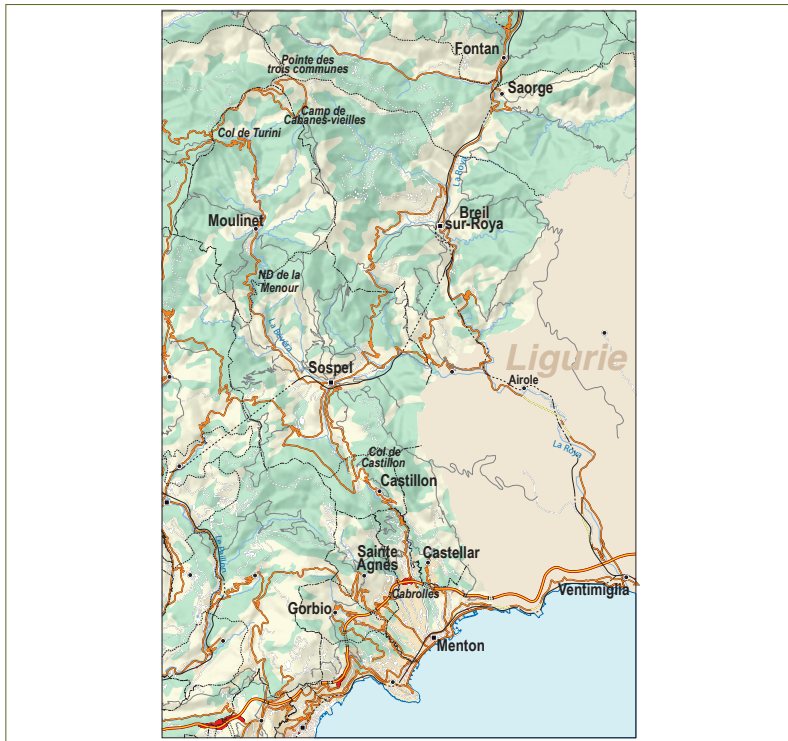 Fontan
Pointe des
trois communes
Saorge
Camp de
Cabanes-vieilles
Col de Turini
La Roya
Moulinet
Breil
sur-Roya
ND de la
Menour
La Bévéra
Ligurie
Sospel
Airole
La Roya
Col de
Castillon
Castillon
Le Paillon
Sainte
Agnès
Castellar
Cabrolles
Ventimiglia
Gorbio
Menton